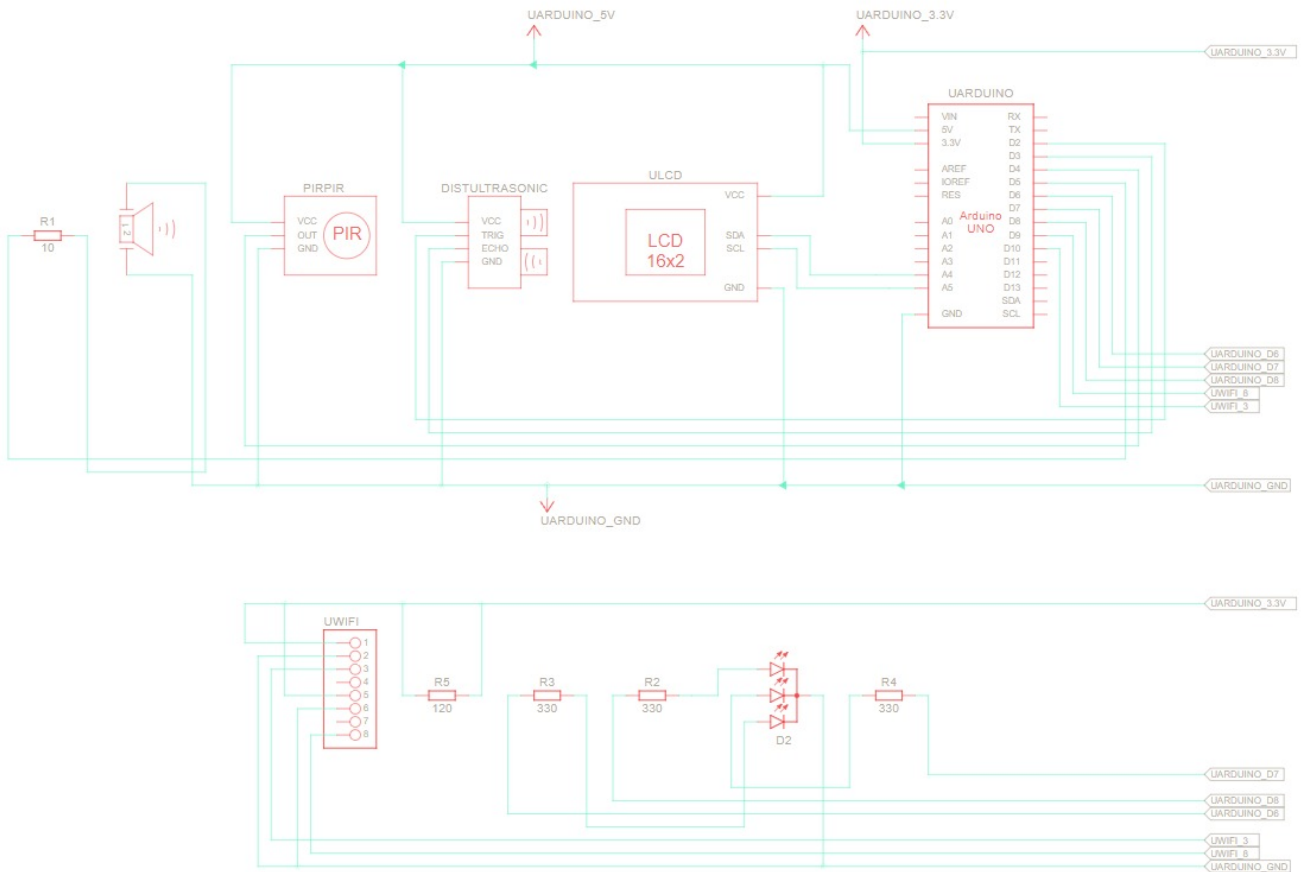 UARDUINO_5V
UARDUINO_3.3V
UARDUINO_3.3V
UARDUINO
VIN
5V
3.3V
AREF
IOREF
RES
A0
A1
A2
A3
A4
A5
GND
RX
TX
D2
D3
D4
D5
D6
D7
D8
D9
D10
D11
D12
D13
SDA
SCL
Arduino
UNO
ULCD
VCC
SDA
SCL
GND
LCD
16x2
DISTULTRASONIC
VCC
TRIG
ECHO
GND
PIRPIR
VCC
OUT
GND
PIR
R1
10
L2
UARDUINO_D6
UARDUINO_D7
UARDUINO_D8
UWIFI_8
UWIFI_3
UARDUINO_GND
UARDUINO_GND
UARDUINO_3.3V
UWIFI
1
2
3
4
5
6
7
8
R5
120
R3
330
R2
330
D2
R4
330
UARDUINO_D7
UARDUINO_D8
UARDUINO_D6
UWIFI_3
UWIFI_8
UARDUINO_GND